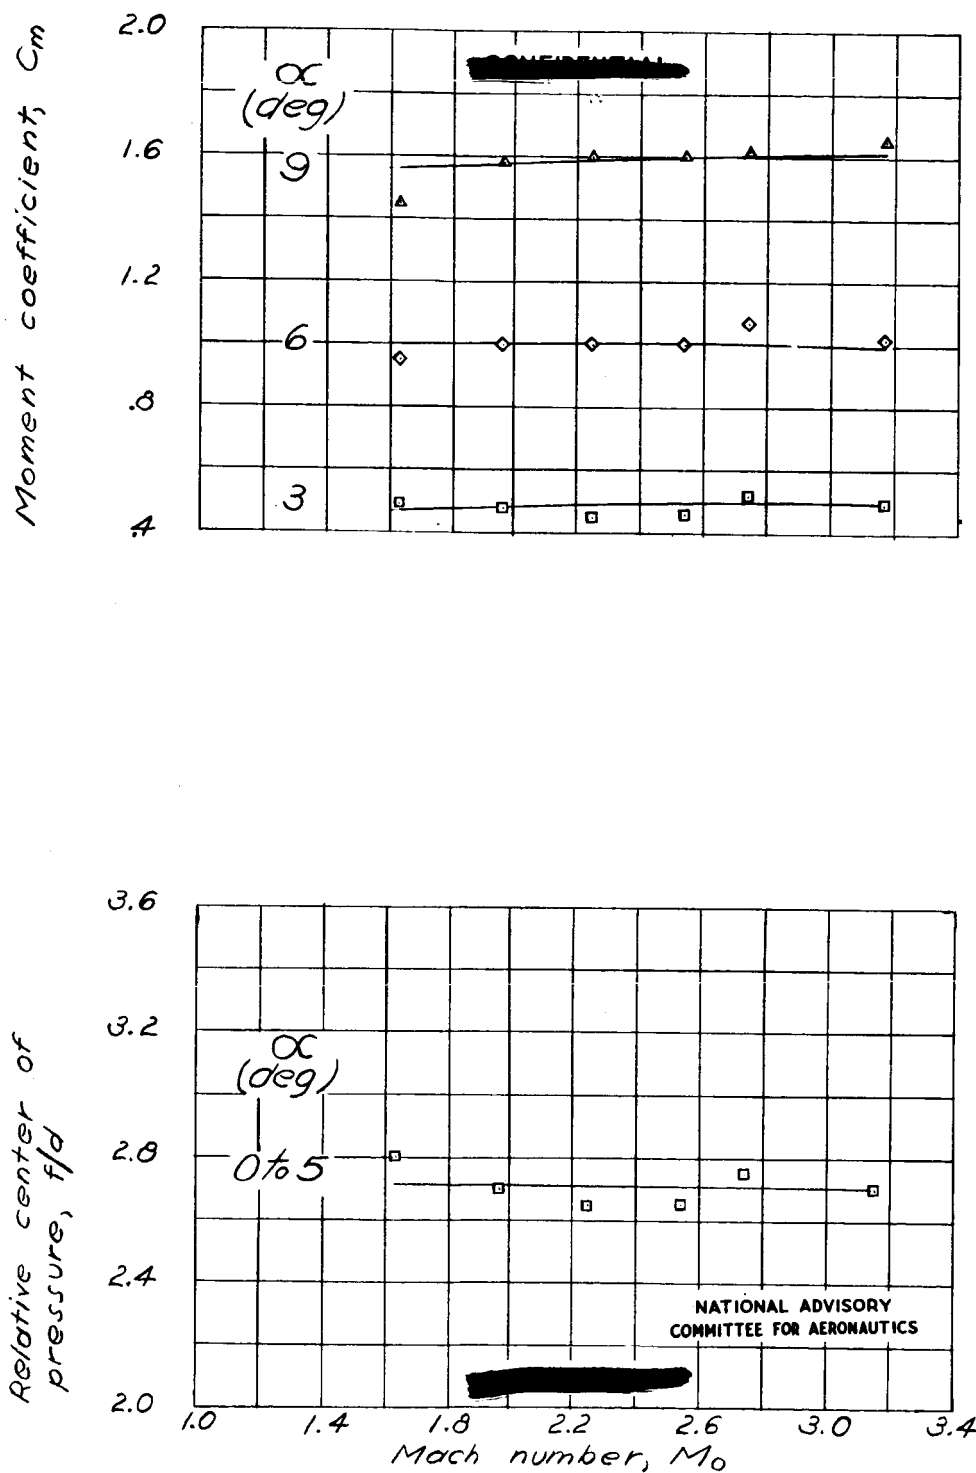 2.0
Moment coefficient, Cm
∝
(deg)
1.6
9
1.2
6
.8
3
.4
3.6
3.2
Relative center of
pressure, f/d
∝
(deg)
2.8
0 to 5
2.4
NATIONAL ADVISORY
COMMITTEE FOR AERONAUTICS
2.0
1.0 1.4 1.8 2.2 2.6 3.0 3.4
Mach number, Mo